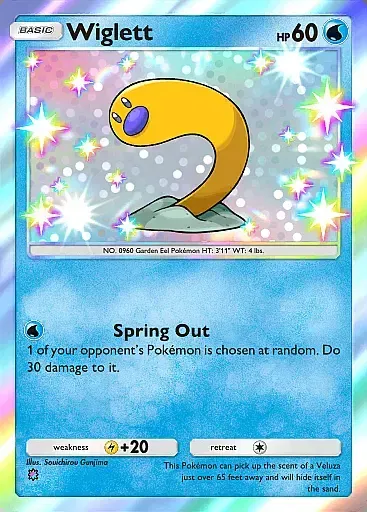 BASIC Wiglett HP60
NO. 0960 Garden Eel Pokémon HT: 3'11" WT: 4 lbs.
Spring Out
1 of your opponent's Pokémon is chosen at random. Do
30 damage to it.
weakness +20 retreat
Illus. Souichirou Gunjima
This Pokémon can pick up the scent of a Veluza
just over 65 feet away and will hide itself in
the sand.